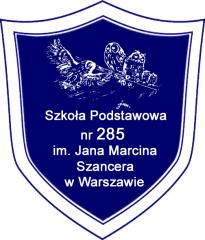 Szkoła Podstawowa
nr 285
im. Jana Marcina
Szancera
w Warszawie